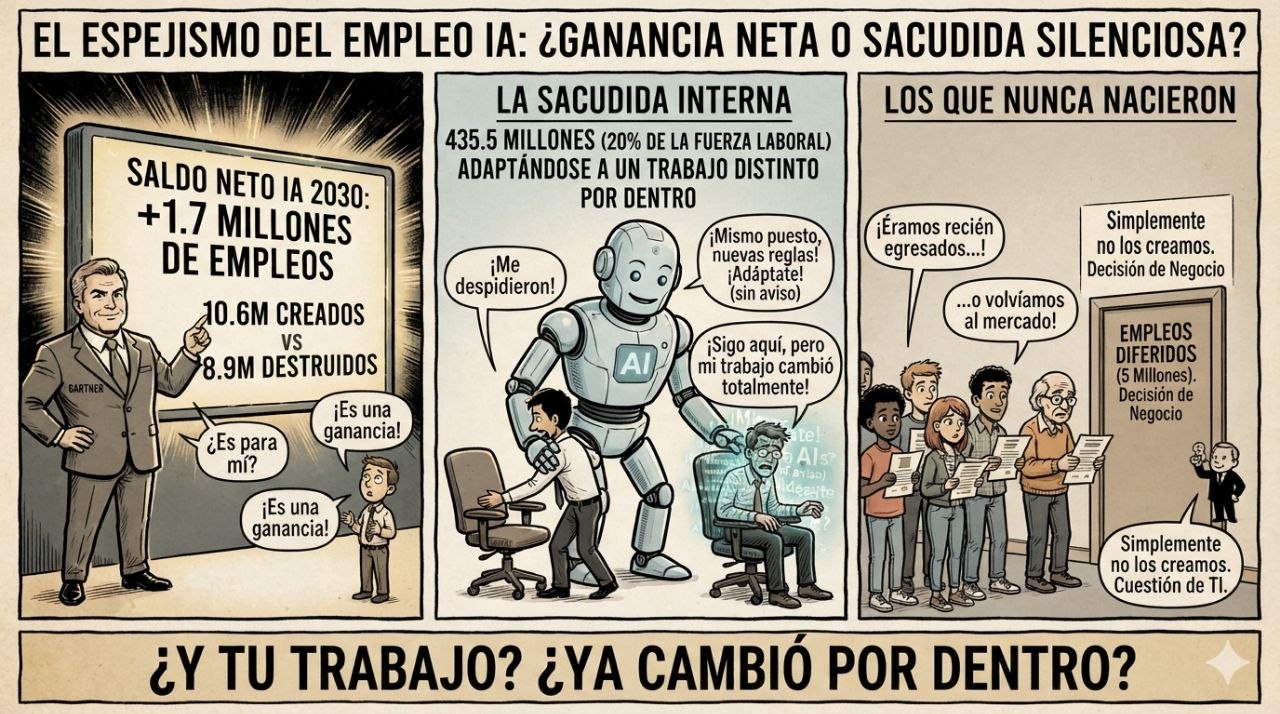 EL ESPEJISMO DEL EMPLEO IA: ¿GANANCIA NETA O SACUDIDA SILENCIOSA?
SALDO NETO IA 2030:
+1.7 MILLONES
DE EMPLEOS
10.6M CREADOS
VS
8.9M DESTRUIDOS
GARTNER
¿Es para
mí?
¡Es una
ganancia!
¡Es una
ganancia!
LA SACUDIDA INTERNA
435.5 MILLONES (20% DE LA FUERZA LABORAL)
ADAPTÁNDOSE A UN TRABAJO DISTINTO
POR DENTRO
¡Me
despidieron!
¡Mismo puesto,
nuevas reglas!
¡Adáptate!
(sin aviso)
AI
¡Sigo aquí, pero
mi trabajo cambió
totalmente!
LOS QUE NUNCA NACIERON
¡Éramos recién
egresados...!
...o volvíamos
al mercado!
Simplemente
no los creamos.
Decisión de Negocio
EMPLEOS
DIFERIDOS
(5 Millones).
Decisión de
Negocio
Simplemente
no los creamos.
Cuestión de TI.
¿Y TU TRABAJO? ¿YA CAMBIÓ POR DENTRO?